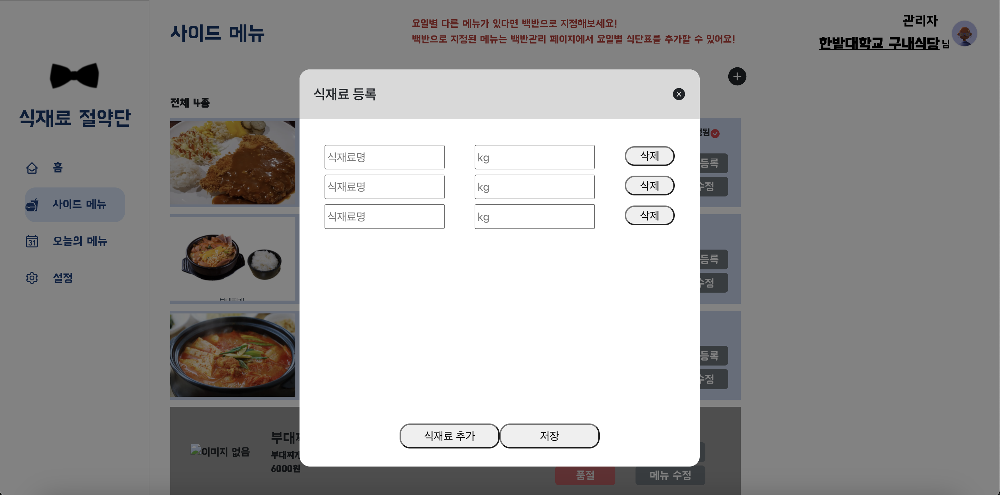 사이드 메뉴
요일별 다른 메뉴가 있다면 백반으로 지정해보세요!
백반으로 지정된 메뉴는 백반관리 페이지에서 요일별 식단표를 추가할 수 있어요!
관리자
한밭대학교 구내식당 님
식재료 절약단
홈
사이드 메뉴
31 오늘의 메뉴
설정
전체 4종
식재료 등록
x
식재료명 kg 삭제
식재료명 kg 삭제
식재료명 kg 삭제
식재료 추가 저장
등록
수정
등록
수정
등록
수정
이미지 없음
부대
부대찌개
6000원
품절 메뉴 수정